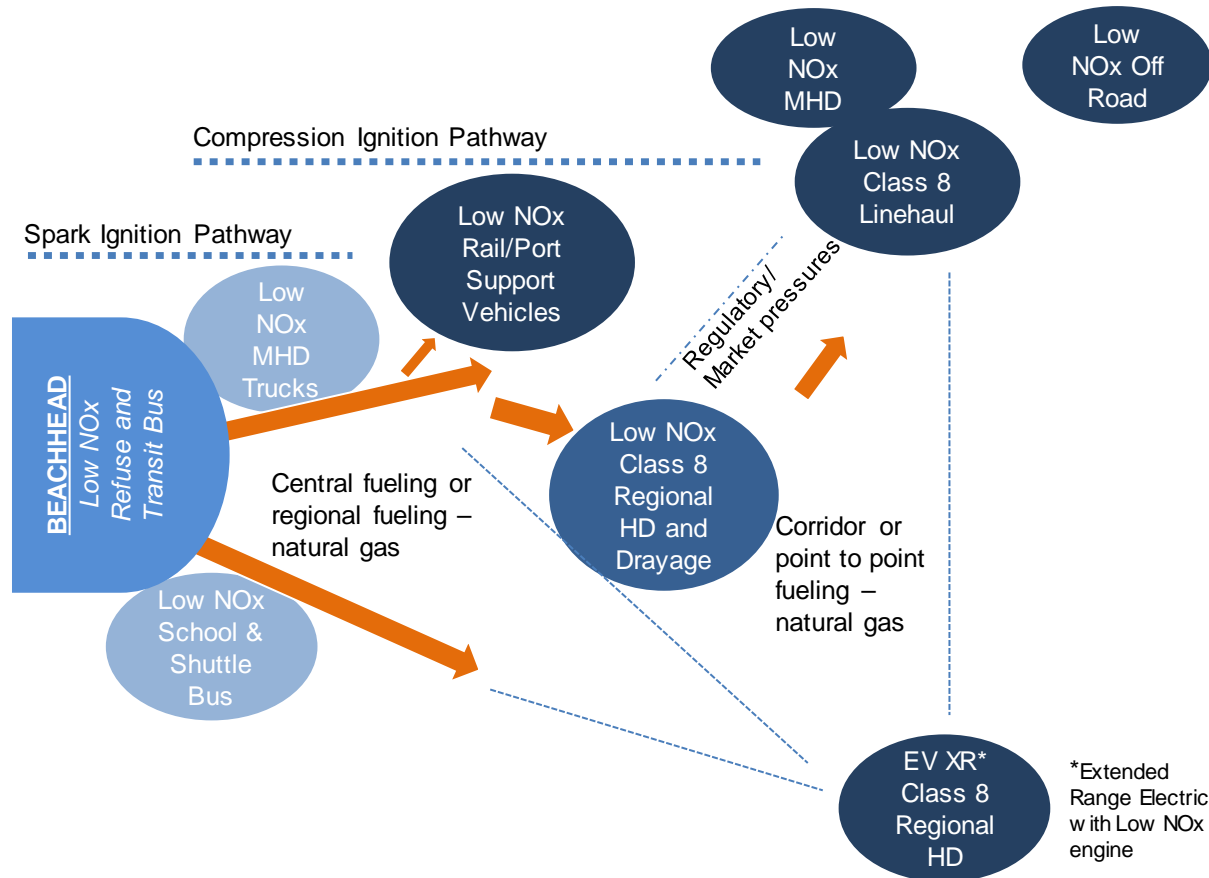 Low
NOx
MHD
Low
NOx Off
Road
Compression Ignition Pathway
Low NOx
Class 8
Linehaul
Low NOx
Rail/Port
Support
Vehicles
Spark Ignition Pathway
Low
NOx
MHD
Trucks
Regulatory/
Market pressures
BEACHHEAD
Low NOx
Refuse and
Transit Bus
Central fueling or
regional fueling –
natural gas
Low NOx
Class 8
Regional
HD and
Drayage
Corridor or
point to point
fueling –
natural gas
Low NOx
School &
Shuttle
Bus
EV XR*
Class 8
Regional
HD
*Extended
Range Electric
with Low NOx
engine